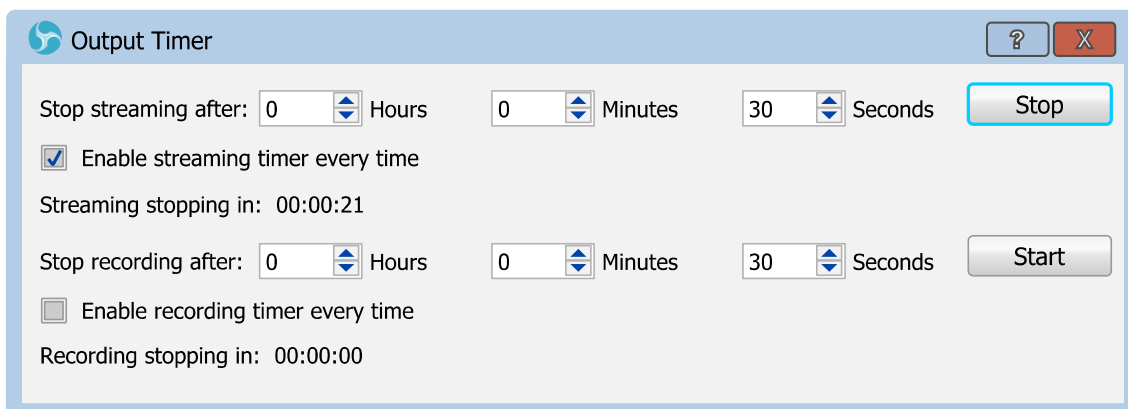 Output Timer ? X
Stop streaming after: 0 Hours 0 Minutes 30 Seconds Stop
Enable streaming timer every time
Streaming stopping in: 00:00:21
Stop recording after: 0 Hours 0 Minutes 30 Seconds Start
Enable recording timer every time
Recording stopping in: 00:00:00